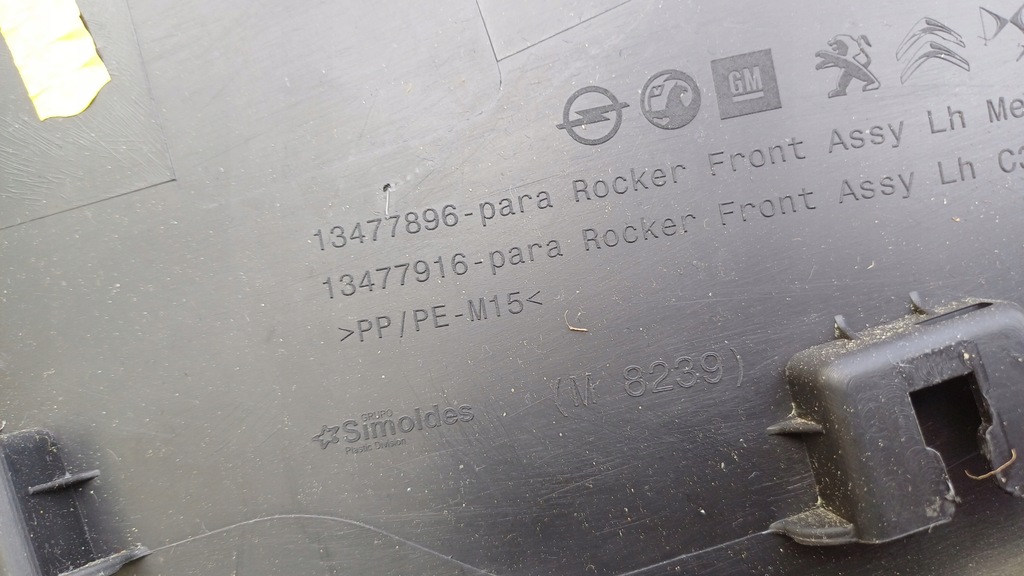 GM
13477896-para Rocker Front Assy Lh Me
13477916-para Rocker Front Assy Lh C3
>PP/PE-M15<
(M 8239)
GRUPO
Simoldes
Plastic Division